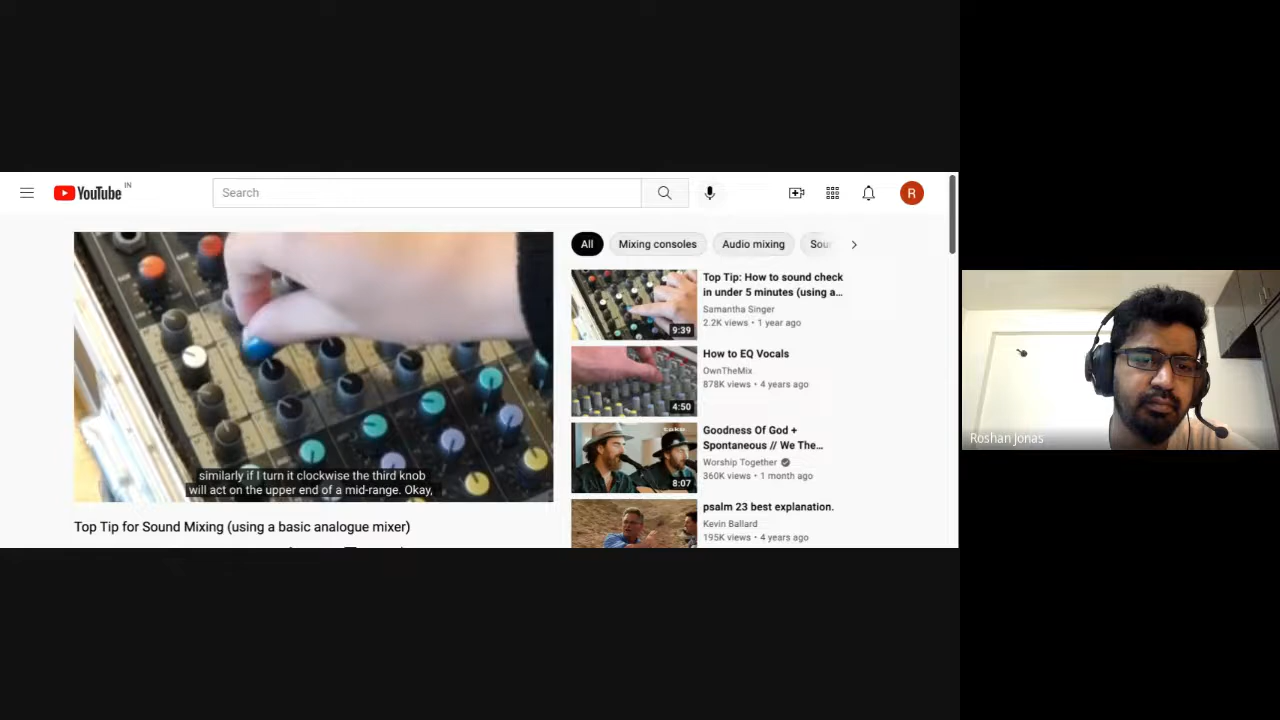 YouTube
IN
Search
R
All
Mixing consoles
Audio mixing
similarly if I turn it clockwise the third knob
will act on the upper end of a mid-range. Okay,
Top Tip for Sound Mixing (using a basic analogue mixer)
Top Tip: How to sound check
in under 5 minutes (using a...
Samantha Singer
2.2K views • 1 year ago
9:39
How to EQ Vocals
OwnTheMix
878K views • 4 years ago
4:50
Goodness Of God +
Spontaneous // We The...
Worship Together
360K views • 1 month ago
8:07
psalm 23 best explanation.
Kevin Ballard
195K views • 4 years ago
Roshan Jonas